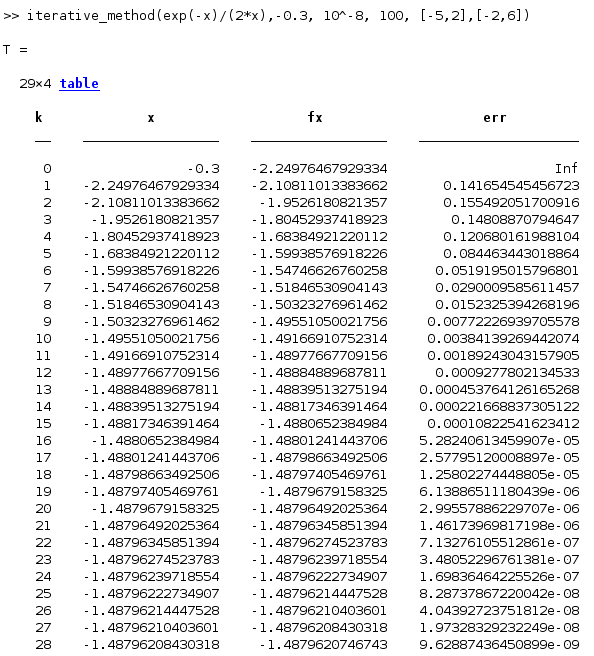 >> iterative_method(exp(-x)/(2*x),-0.3, 10^-8, 100, [-5,2],[-2,6])
T =
29×4 table
k x fx err
0 -0.3 -2.24976467929334 Inf
1 -2.24976467929334 -2.10811013383662 0.141654545456723
2 -2.10811013383662 -1.9526180821357 0.155492051700916
3 -1.9526180821357 -1.80452937418923 0.14808870794647
4 -1.80452937418923 -1.68384921220112 0.120680161988104
5 -1.68384921220112 -1.59938576918226 0.084463443018864
6 -1.59938576918226 -1.54746626760258 0.0519195015796801
7 -1.54746626760258 -1.51846530904143 0.0290009585611457
8 -1.51846530904143 -1.50323276961462 0.0152325394268196
9 -1.50323276961462 -1.49551050021756 0.00772226939705578
10 -1.49551050021756 -1.49166910752314 0.00384139269442074
11 -1.49166910752314 -1.48977667709156 0.00189243043157905
12 -1.48977667709156 -1.48884889687811 0.0009277802134533
13 -1.48884889687811 -1.48839513275194 0.000453764126165268
14 -1.48839513275194 -1.48817346391464 0.000221668837305122
15 -1.48817346391464 -1.4880652384984 0.00010822541623412
16 -1.4880652384984 -1.48801241443706 5.28240613459907e-05
17 -1.48801241443706 -1.48798663492506 2.57795120008897e-05
18 -1.48798663492506 -1.48797405469761 1.25802274448805e-05
19 -1.48797405469761 -1.4879679158325 6.13865111180439e-06
20 -1.4879679158325 -1.48796492025364 2.99557886229707e-06
21 -1.48796492025364 -1.48796345851394 1.461739698171​98e-06
22 -1.48796345851394 -1.48796274523783 7.13276105512861e-07
23 -1.48796274523783 -1.48796239718554 3.48052296761381e-07
24 -1.48796239718554 -1.48796222734907 1.69836464225526e-07
25 -1.48796222734907 -1.48796214447528 8.28737867220042e-08
26 -1.48796214447528 -1.48796210403601 4.04392723751812e-08
27 -1.48796210403601 -1.48796208430318 1.97328329232249e-08
28 -1.48796208430318 -1.4879620746743 9.62887436450899e-09